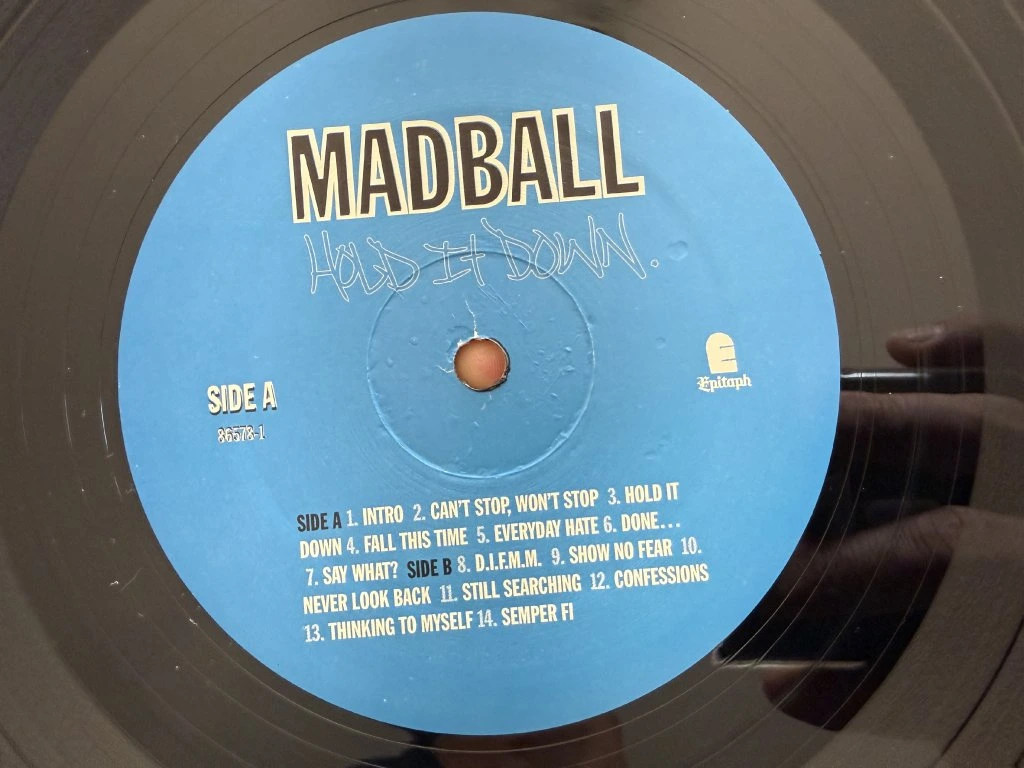 MADBALL
HOLD It DOWN.
E
Epitaph
SIDE A
86578-1
SIDE A 1. INTRO 2. CAN'T STOP, WON'T STOP 3. HOLD IT
DOWN 4. FALL THIS TIME 5. EVERYDAY HATE 6. DONE...
7. SAY WHAT? SIDE B 8. D.I.F.M.M. 9. SHOW NO FEAR 10.
NEVER LOOK BACK 11. STILL SEARCHING 12. CONFESSIONS
13. THINKING TO MYSELF 14. SEMPER FI